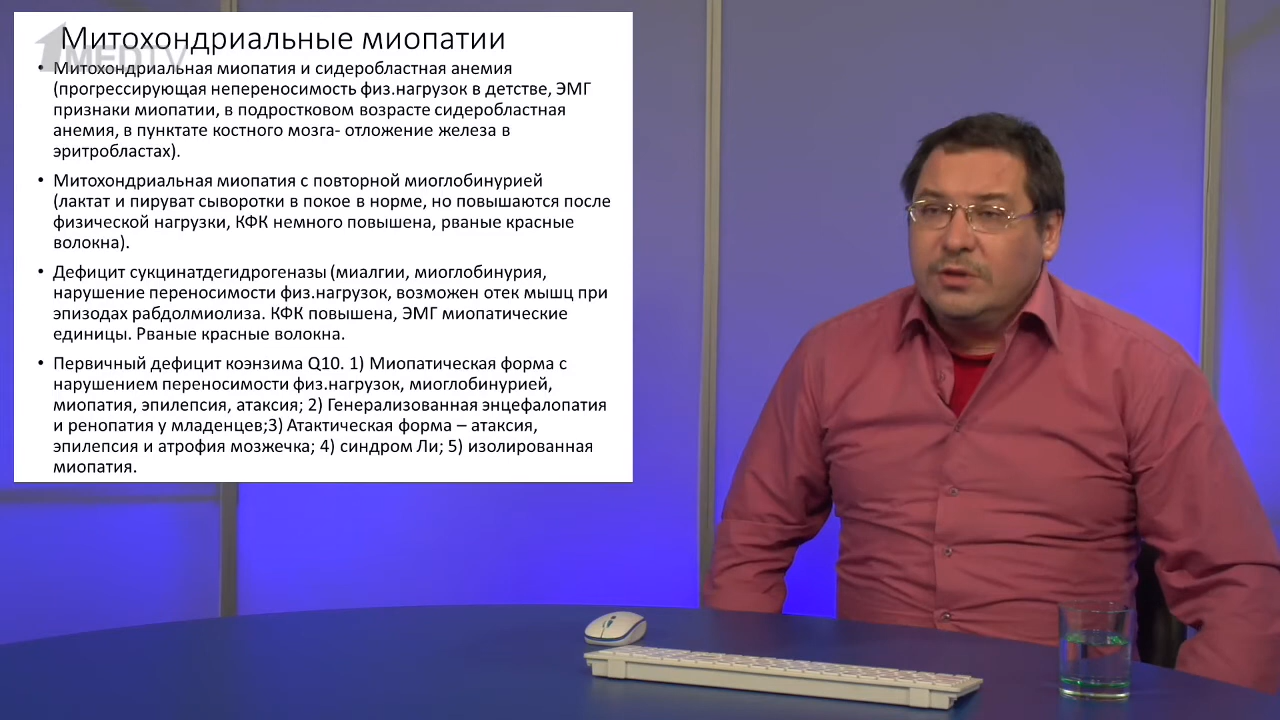 Митохондриальные миопатии
1MEDTV
• Митохондриальная миопатия и сидеробластная анемия
(прогрессирующая непереносимость физ.нагрузок в детстве, ЭМГ
признаки миопатии, в подростковом возрасте сидеробластная
анемия, в пунктате костного мозга- отложение железа в
эритробластах).
• Митохондриальная миопатия с повторной миоглобинурией
(лактат и пируват сыворотки в покое в норме, но повышаются после
физической нагрузки, КФК немного повышена, рваные красные
волокна).
• Дефицит сукцинатдегидрогеназы (миалгии, миоглобинурия,
нарушение переносимости физ.нагрузок, возможен отек мышц при
эпизодах рабдолмиолиза. КФК повышена, ЭМГ миопатические
единицы. Рваные красные волокна.
• Первичный дефицит коэнзима Q10. 1) Миопатическая форма с
нарушением переносимости физ.нагрузок, миоглобинурией,
миопатия, эпилепсия, атаксия; 2) Генерализованная энцефалопатия
и ренопатия у младенцев;3) Атактическая форма – атаксия,
эпилепсия и атрофия мозжечка; 4) синдром Ли; 5) изолированная
миопатия.